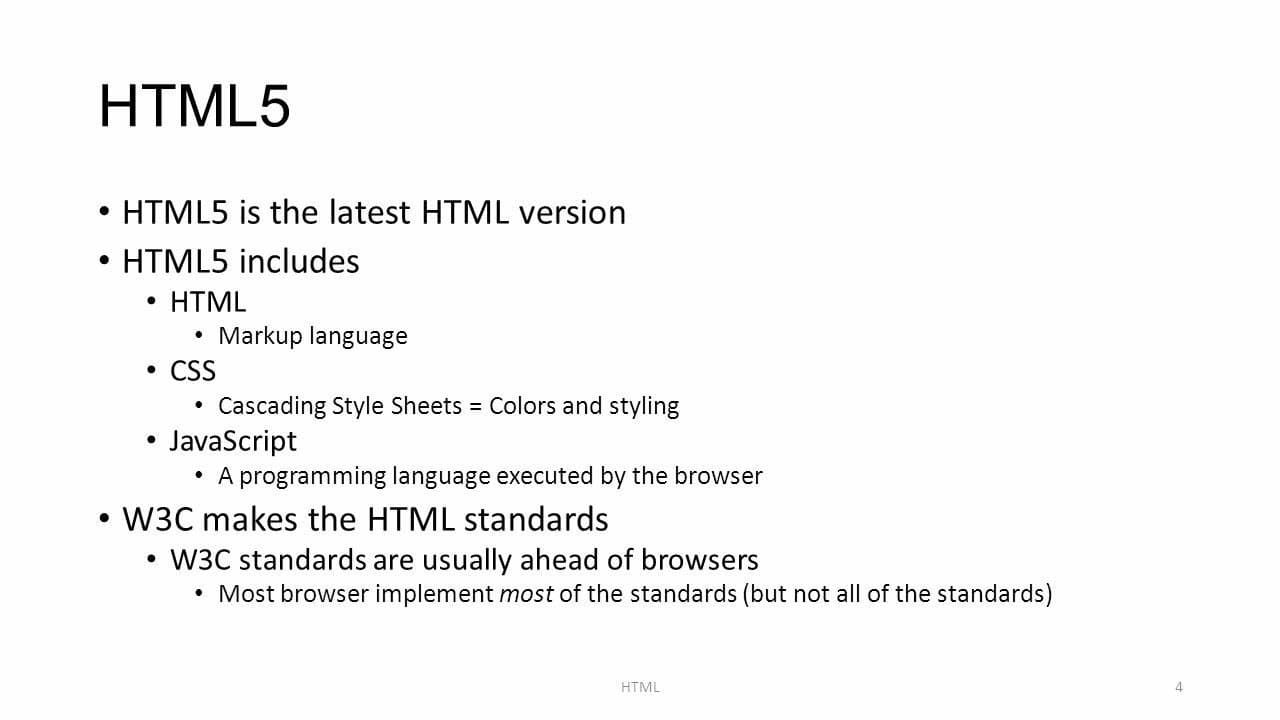 HTML5
• HTML5 is the latest HTML version
• HTML5 includes
• HTML
• Markup language
• CSS
• Cascading Style Sheets = Colors and styling
• JavaScript
• A programming language executed by the browser
• W3C makes the HTML standards
• W3C standards are usually ahead of browsers
• Most browser implement most of the standards (but not all of the standards)
HTML
4